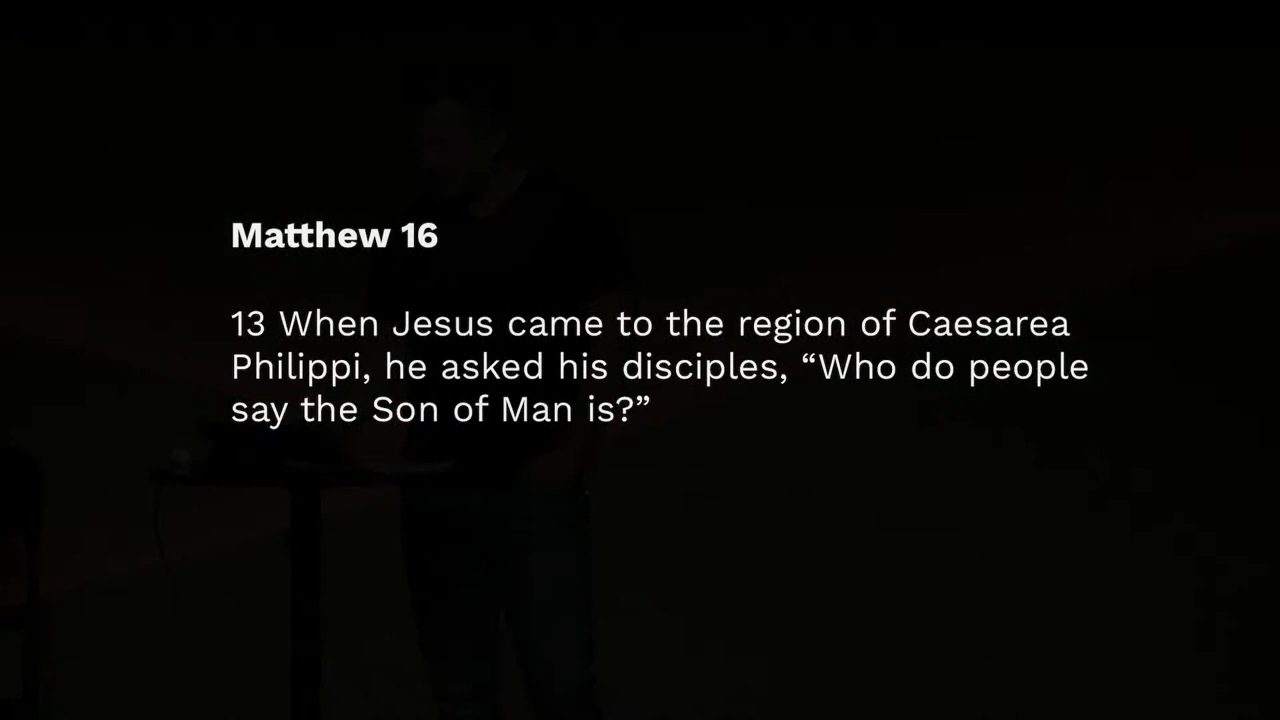 Matthew 16
13 When Jesus came to the region of Caesarea
Philippi, he asked his disciples, “Who do people
say the Son of Man is?”